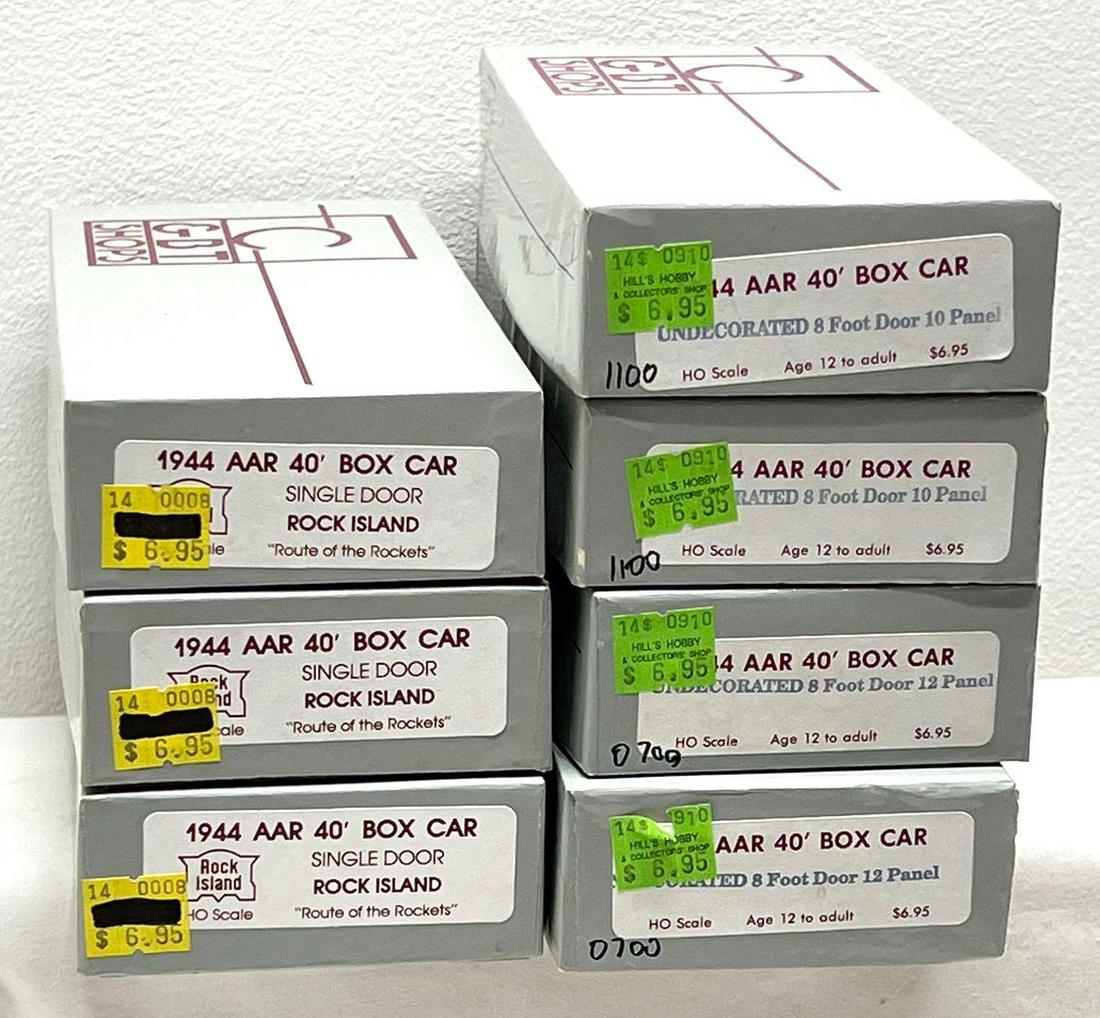 C
G-B-T
SHOPS
1944 AAR 40' BOX CAR
SINGLE DOOR
ROCK ISLAND
"Route of the Rockets"
14 0008
$ 6.95
1944 AAR 40' BOX CAR
Rock
SINGLE DOOR
ROCK ISLAND
"Route of the Rockets"
14 0008
$ 6.95
1944 AAR 40' BOX CAR
Rock
Island
SINGLE DOOR
ROCK ISLAND
HO Scale "Route of the Rockets"
14 0008
$ 6.95
C
G-B-T
SHOPS
14$ 0910
HILL'S HOBBY
& COLLECTORS' SHOP
$ 6.95
44 AAR 40' BOX CAR
UNDECORATED 8 Foot Door 10 Panel
HO Scale Age 12 to adult $6.95
1100
14$ 0910
HILL'S HOBBY
& COLLECTORS' SHOP
$ 6.95
4 AAR 40' BOX CAR
RATED 8 Foot Door 10 Panel
HO Scale Age 12 to adult $6.95
1100
14$ 0910
HILL'S HOBBY
& COLLECTORS' SHOP
$ 6.95
44 AAR 40' BOX CAR
UNDECORATED 8 Foot Door 12 Panel
HO Scale Age 12 to adult $6.95
0700
14$ 0910
HILL'S HOBBY
& COLLECTORS' SHOP
$ 6.95
AAR 40' BOX CAR
8 Foot Door 12 Panel
HO Scale Age 12 to adult $6.95
0700